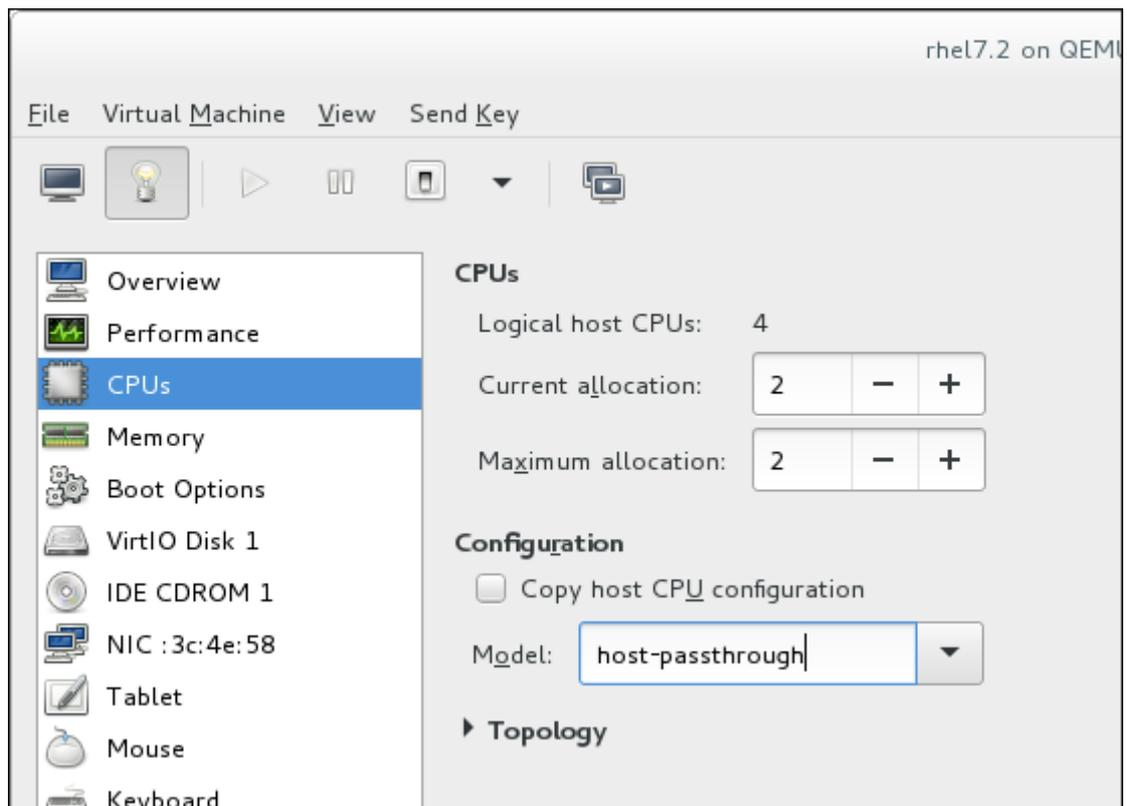 rhel7.2 on QEMU
File Virtual Machine View Send Key
Overview
Performance
CPUs
Memory
Boot Options
VirtIO Disk 1
IDE CDROM 1
NIC :3c:4e:58
Tablet
Mouse
Keyboard
CPUs
Logical host CPUs: 4
Current allocation: 2 − +
Maximum allocation: 2 − +
Configuration
Copy host CPU configuration
Model: host-passthrough
Topology